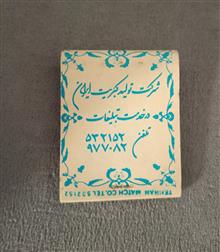 شرکت تولید کبریت ایران
در خدمت تبلیغات
تلفن ۵۳۲۱۵۲
۹۷۷۰۸۲
TEHRAN MATCH CO.TEL 532152